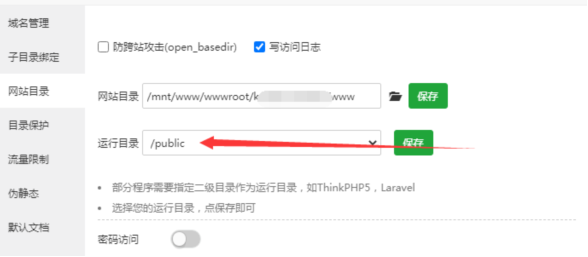 域名管理
子目录绑定
网站目录
目录保护
流量限制
伪静态
默认文档
防跨站攻击(open_basedir)
写访问日志
网站目录 /mnt/www/wwwroot/k www 保存
运行目录 /public 保存
部分程序需要指定二级目录作为运行目录，如ThinkPHP5，Laravel
选择您的运行目录，点保存即可
密码访问